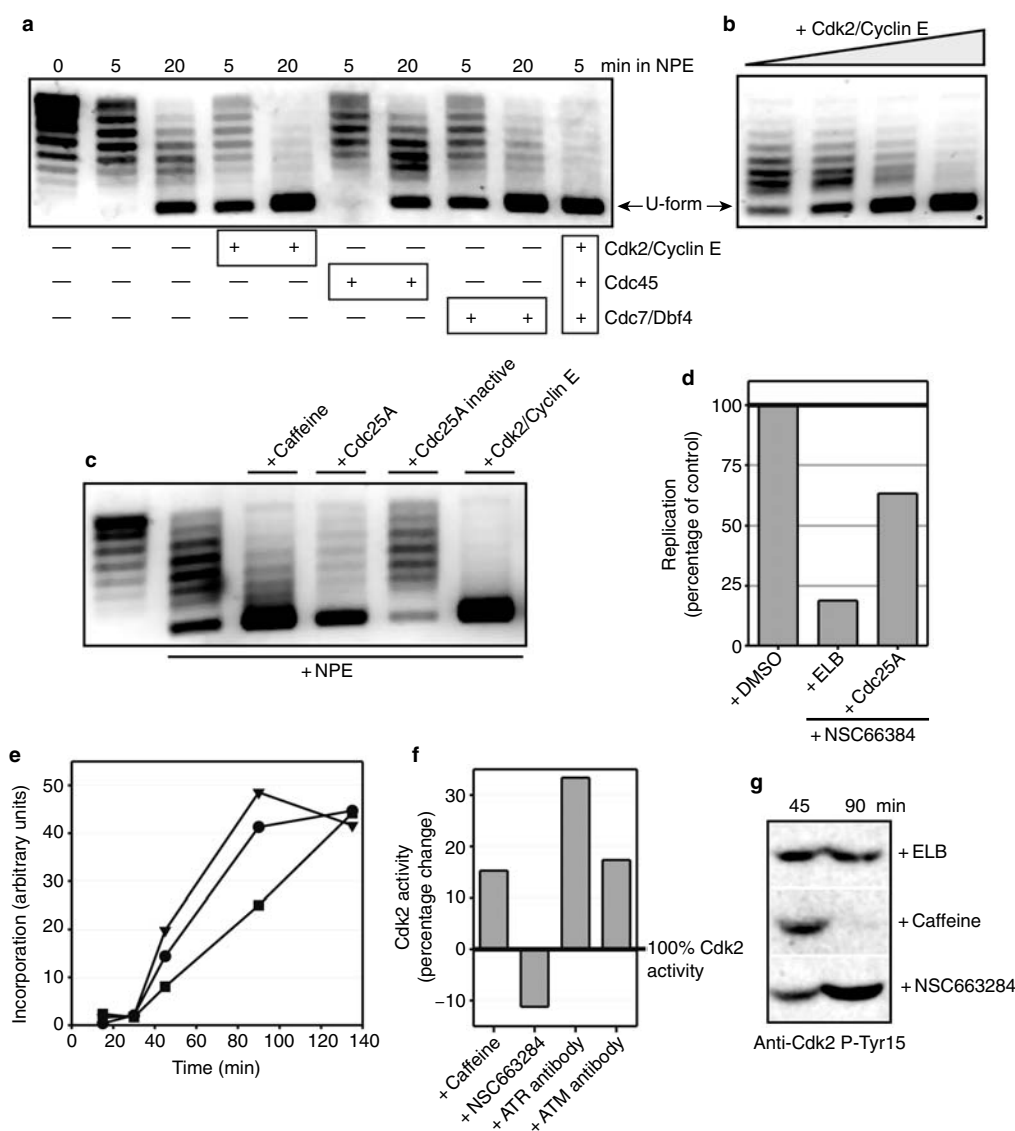 a
0 5 20 5 20 5 20 5 20 5 min in NPE
U-form
— — — + + — — — — + Cdk2/Cyclin E
— — — — — + + — — + Cdc45
— — — — — — — + + + Cdc7/Dbf4
b
+ Cdk2/Cyclin E
c
+Caffeine
+Cdc25A
+Cdc25A inactive
+Cdk2/Cyclin E
+NPE
d
Replication
(percentage of control)
100
75
50
25
0
+DMSO
+ELB
+Cdc25A
+NSC66384
e
Incorporation (arbitrary units)
50
40
30
20
10
0
0 20 40 60 80 100 120 140
Time (min)
f
Cdk2 activity
(percentage change)
30
20
10
0
−10
100% Cdk2
activity
+Caffeine
+NSC663284
+ATR antibody
+ATM antibody
g
45 90 min
+ELB
+Caffeine
+NSC663284
Anti-Cdk2 P-Tyr15